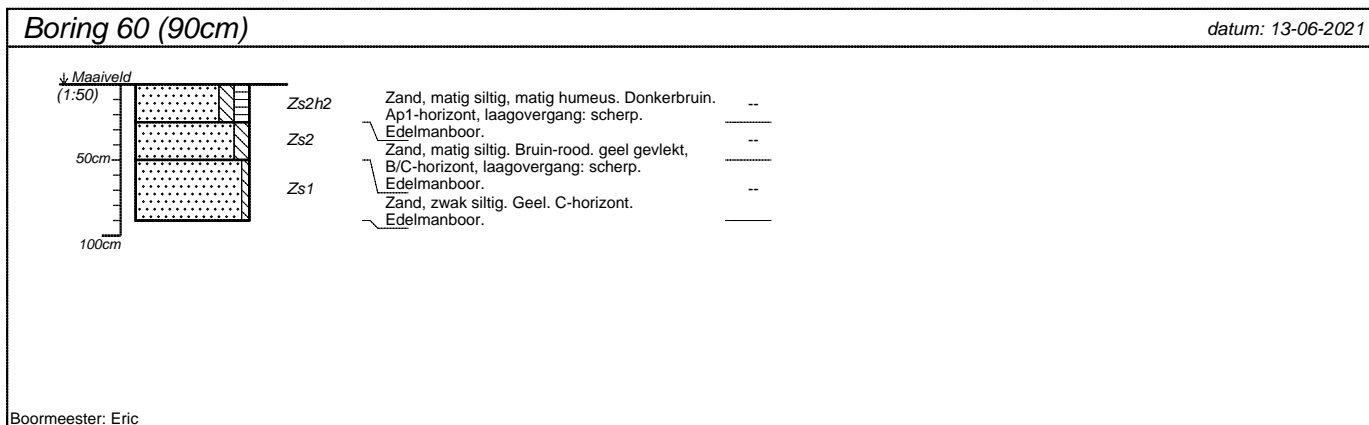 Boring 60 (90cm)
datum: 13-06-2021
Maaiveld
(1:50)
50cm
100cm
Zs2h2
Zand, matig siltig, matig humeus. Donkerbruin.
Ap1-horizont, laagovergang: scherp.
Edelmanboor.
--
Zs2
Zand, matig siltig. Bruin-rood. geel gevlekt,
B/C-horizont, laagovergang: scherp.
Edelmanboor.
--
Zs1
Zand, zwak siltig. Geel. C-horizont.
Edelmanboor.
--
Boormeester: Eric